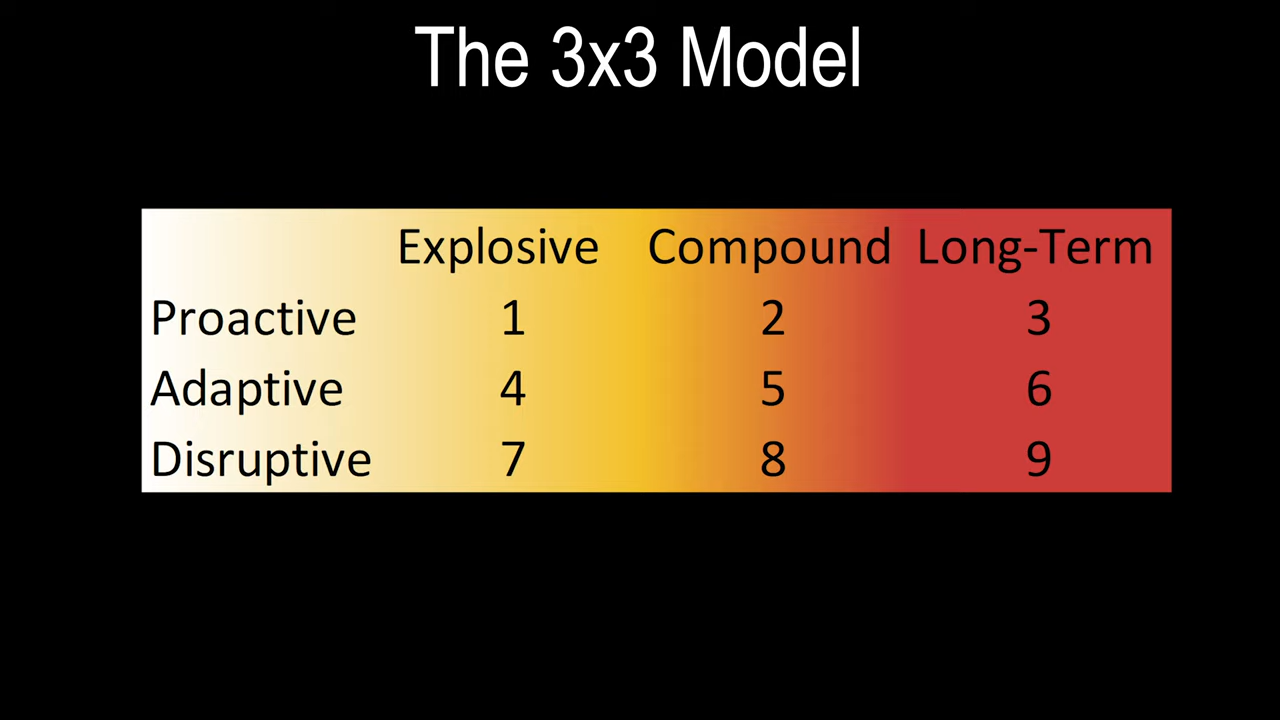 The 3x3 Model
Explosive Compound Long-Term
Proactive 1 2 3
Adaptive 4 5 6
Disruptive 7 8 9